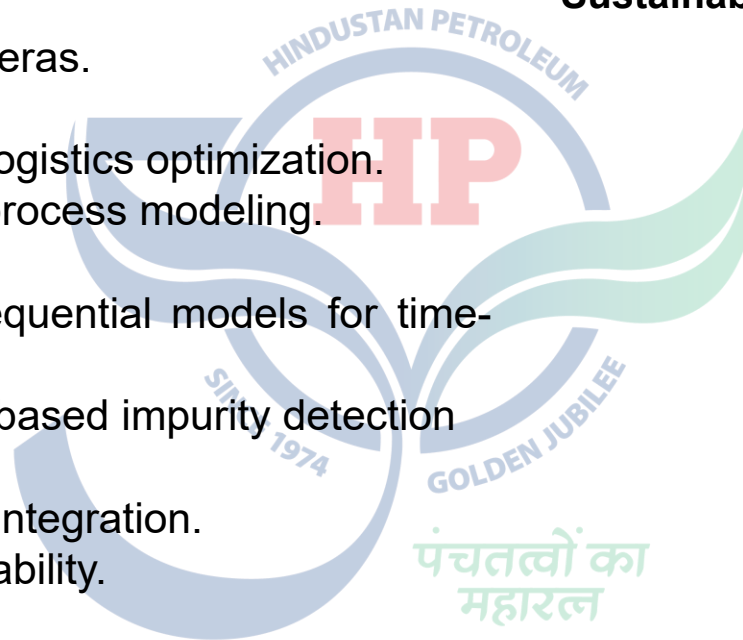 Sustainab
eras.
HINDUSTAN PETROLEUM
HP
ogistics optimization.
rocess modeling.
equential models for time-
based impurity detection
SINCE 1974
GOLDEN JUBILEE
ntegration.
ability.
पंचतत्वों का
महारत्न